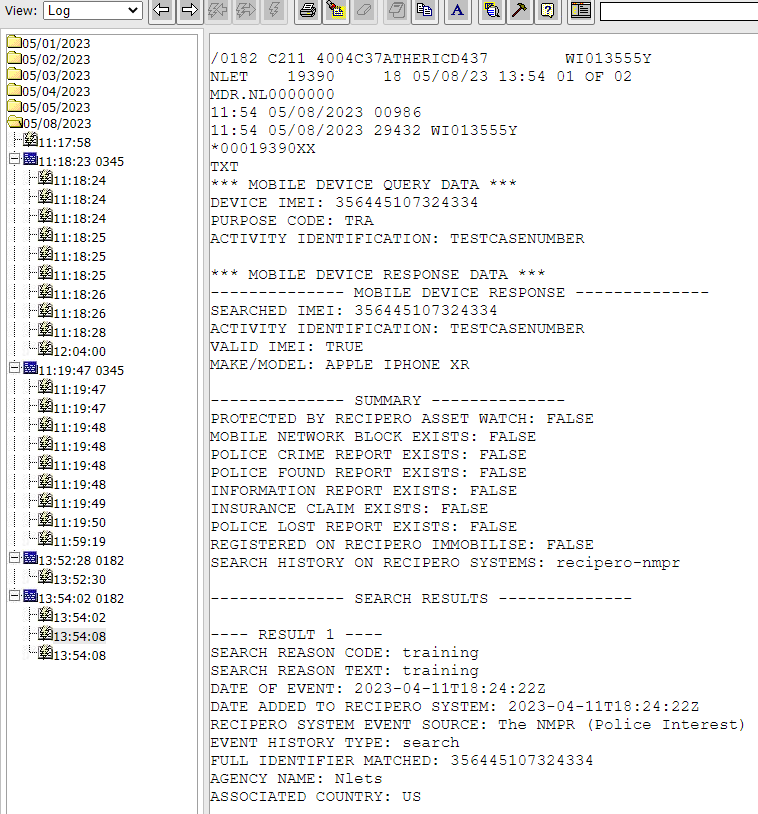 View: Log
05/01/2023
05/02/2023
05/03/2023
05/04/2023
05/05/2023
05/08/2023
11:17:58
11:18:23 0345
11:18:24
11:18:24
11:18:24
11:18:25
11:18:25
11:18:25
11:18:26
11:18:26
11:18:28
12:04:00
11:19:47 0345
11:19:47
11:19:47
11:19:48
11:19:48
11:19:48
11:19:48
11:19:49
11:19:50
11:59:19
13:52:28 0182
13:52:30
13:54:02 0182
13:54:02
13:54:08
13:54:08
/0182 C211 4004C37ATHERICD437 WI013555Y
NLET 19390 18 05/08/23 13:54 01 OF 02
MDR.NL0000000
11:54 05/08/2023 00986
11:54 05/08/2023 29432 WI013555Y
*00019390XX
TXT
*** MOBILE DEVICE QUERY DATA ***
DEVICE IMEI: 356445107324334
PURPOSE CODE: TRA
ACTIVITY IDENTIFICATION: TESTCASENUMBER
*** MOBILE DEVICE RESPONSE DATA ***
-------------- MOBILE DEVICE RESPONSE --------------
SEARCHED IMEI: 356445107324334
ACTIVITY IDENTIFICATION: TESTCASENUMBER
VALID IMEI: TRUE
MAKE/MODEL: APPLE IPHONE XR
-------------- SUMMARY --------------
PROTECTED BY RECIPERO ASSET WATCH: FALSE
MOBILE NETWORK BLOCK EXISTS: FALSE
POLICE CRIME REPORT EXISTS: FALSE
POLICE FOUND REPORT EXISTS: FALSE
INFORMATION REPORT EXISTS: FALSE
INSURANCE CLAIM EXISTS: FALSE
POLICE LOST REPORT EXISTS: FALSE
REGISTERED ON RECIPERO IMMOBILISE: FALSE
SEARCH HISTORY ON RECIPERO SYSTEMS: recipero-nmpr
-------------- SEARCH RESULTS --------------
---- RESULT 1 ----
SEARCH REASON CODE: training
SEARCH REASON TEXT: training
DATE OF EVENT: 2023-04-11T18:24:22Z
DATE ADDED TO RECIPERO SYSTEM: 2023-04-11T18:24:22Z
RECIPERO SYSTEM EVENT SOURCE: The NMPR (Police Interest)
EVENT HISTORY TYPE: search
FULL IDENTIFIER MATCHED: 356445107324334
AGENCY NAME: Nlets
ASSOCIATED COUNTRY: US